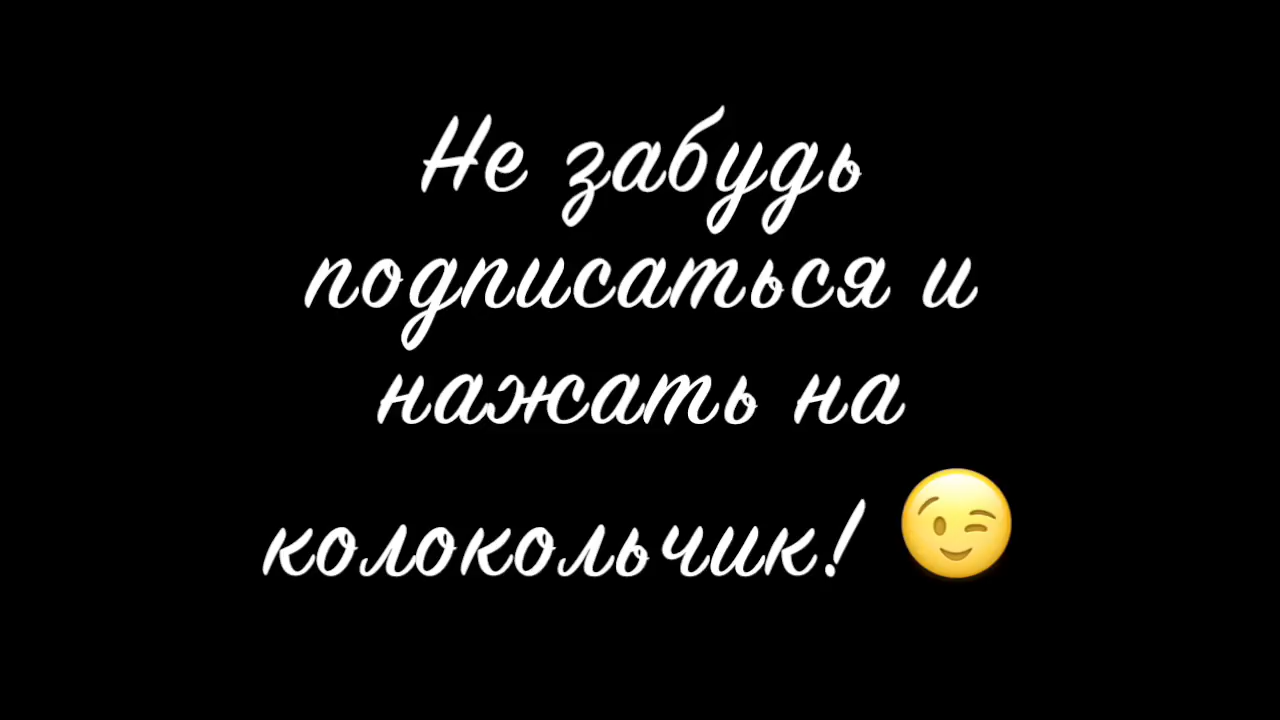 Не забудь
подписаться и
нажать на
колокольчик! 😉